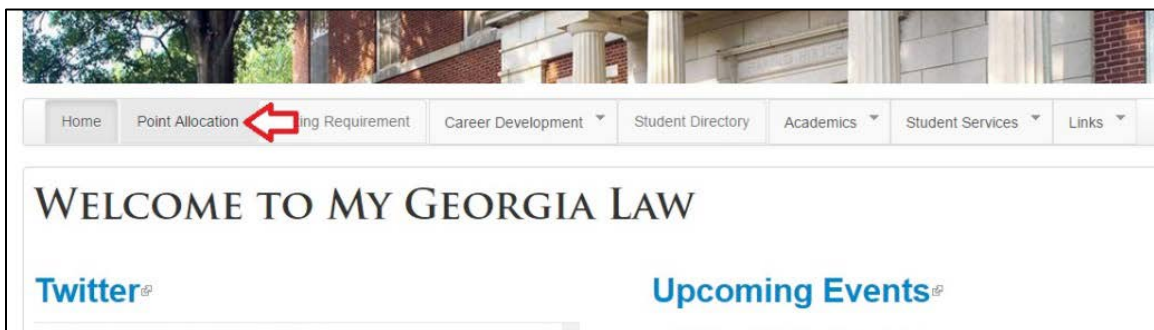 Home Point Allocation Requirement Career Development Student Directory Academics Student Services Links
WELCOME TO MY GEORGIA LAW
Twitter
Upcoming Events